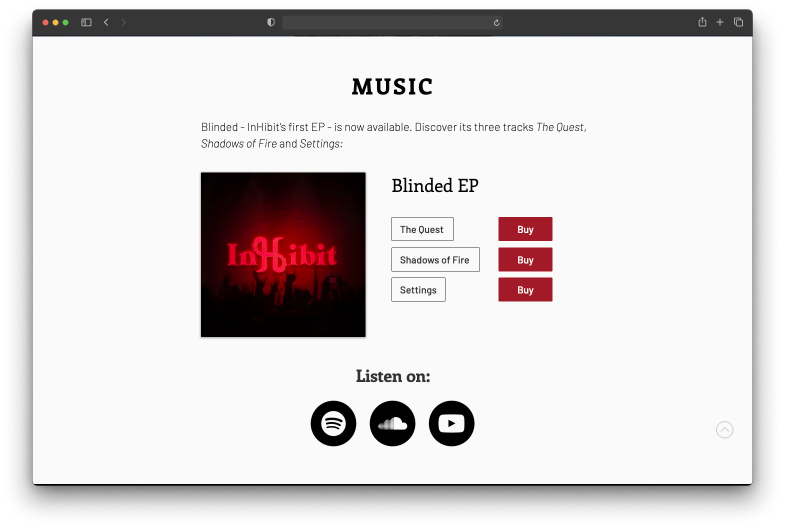 MUSIC
Blinded - InHibit's first EP - is now available. Discover its three tracks The Quest,
Shadows of Fire and Settings:
InHibit
Blinded EP
The Quest
Buy
Shadows of Fire
Buy
Settings
Buy
Listen on: